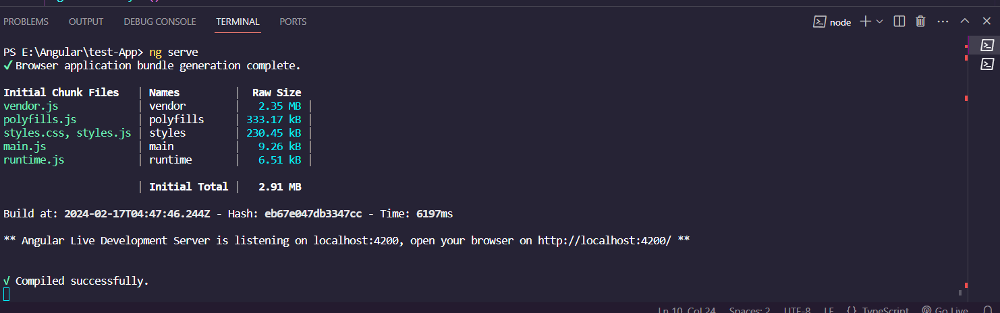 PROBLEMS OUTPUT DEBUG CONSOLE TERMINAL PORTS node
PS E:\Angular\test-App> ng serve
✓ Browser application bundle generation complete.
Initial Chunk Files | Names | Raw Size
vendor.js | vendor | 2.35 MB |
polyfills.js | polyfills | 333.17 kB |
styles.css, styles.js | styles | 230.45 kB |
main.js | main | 9.26 kB |
runtime.js | runtime | 6.51 kB |
| Initial Total | 2.91 MB
Build at: 2024-02-17T04:47:46.244Z - Hash: eb67e047db3347cc - Time: 6197ms
** Angular Live Development Server is listening on localhost:4200, open your browser on http://localhost:4200/ **
√ Compiled successfully.
Ln 10, Col 24 Spaces: 2 UTF-8 LF {} TypeScript Go Live